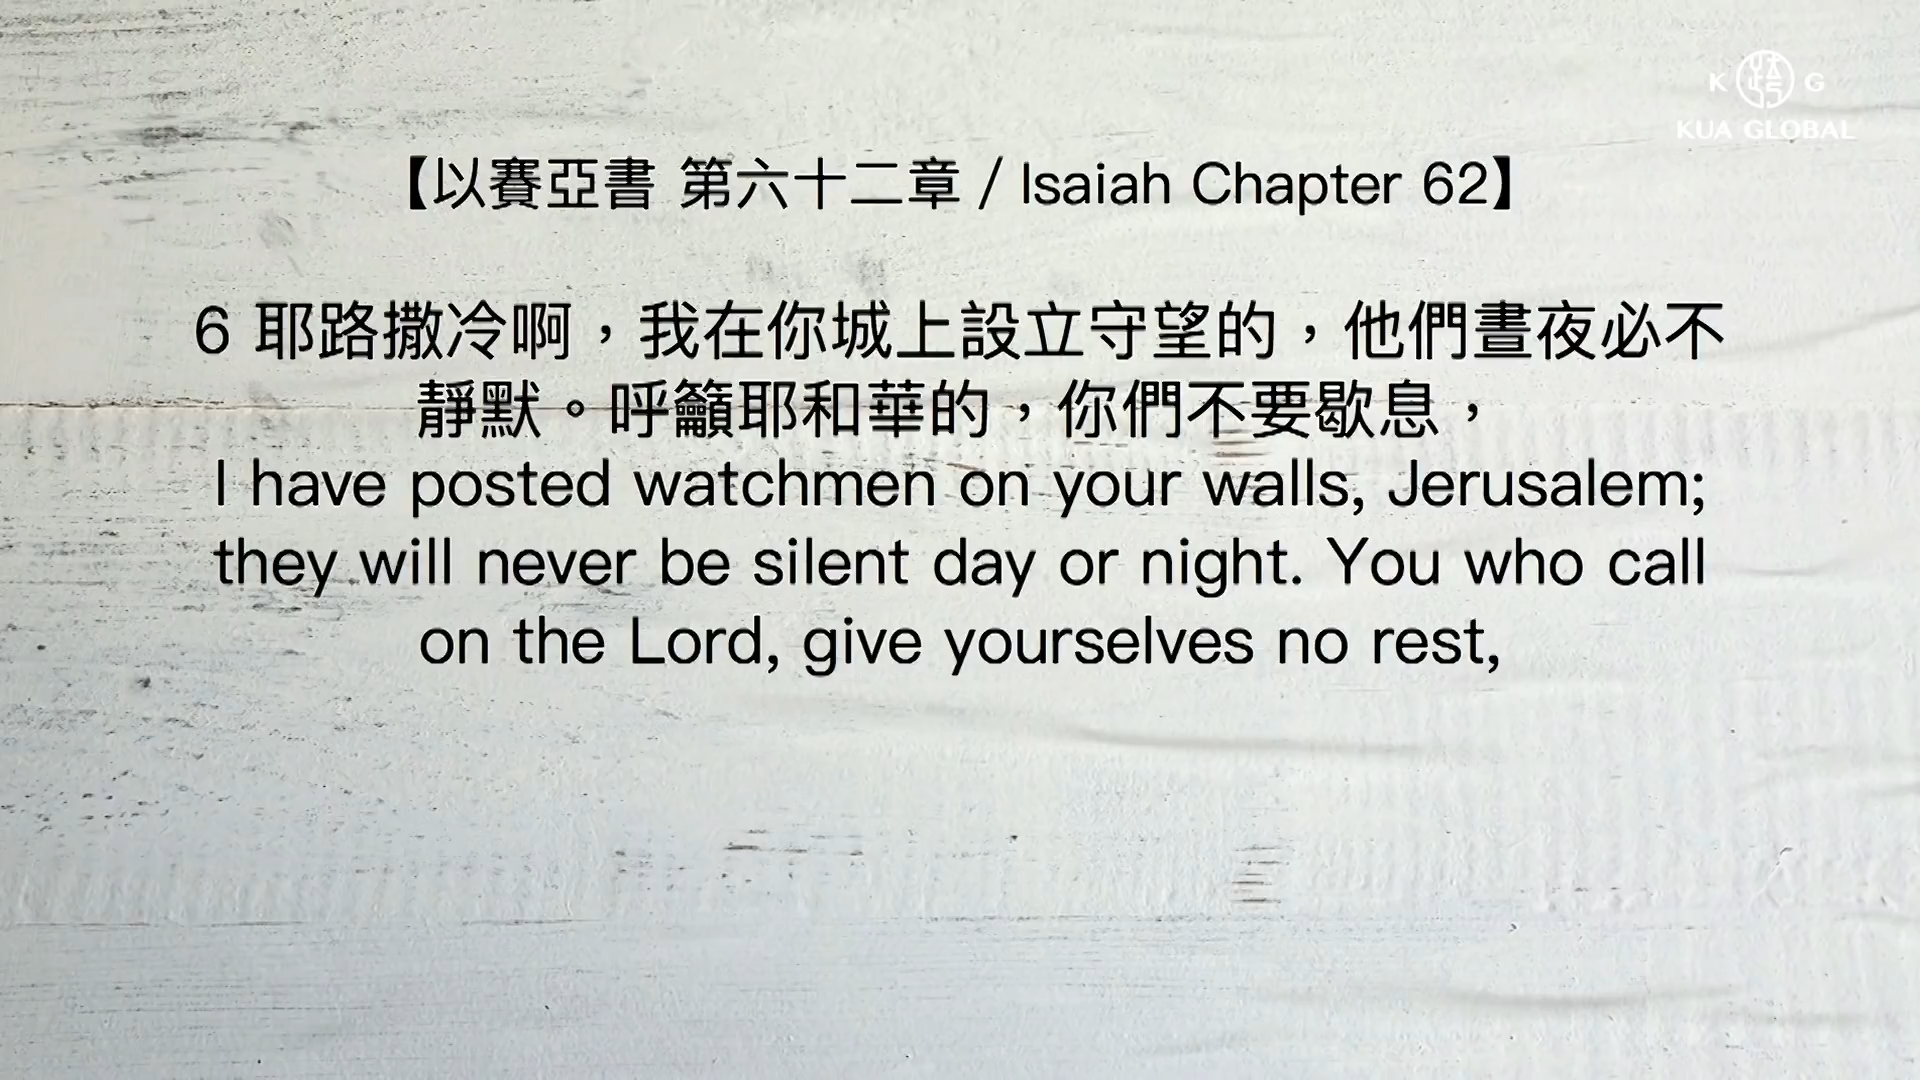 K G
KUA GLOBAL
【以賽亞書 第六十二章 / Isaiah Chapter 62】
6 耶路撒冷啊，我在你城上設立守望的，他們晝夜必不
靜默。呼籲耶和華的，你們不要歇息，
I have posted watchmen on your walls, Jerusalem;
they will never be silent day or night. You who call
on the Lord, give yourselves no rest,